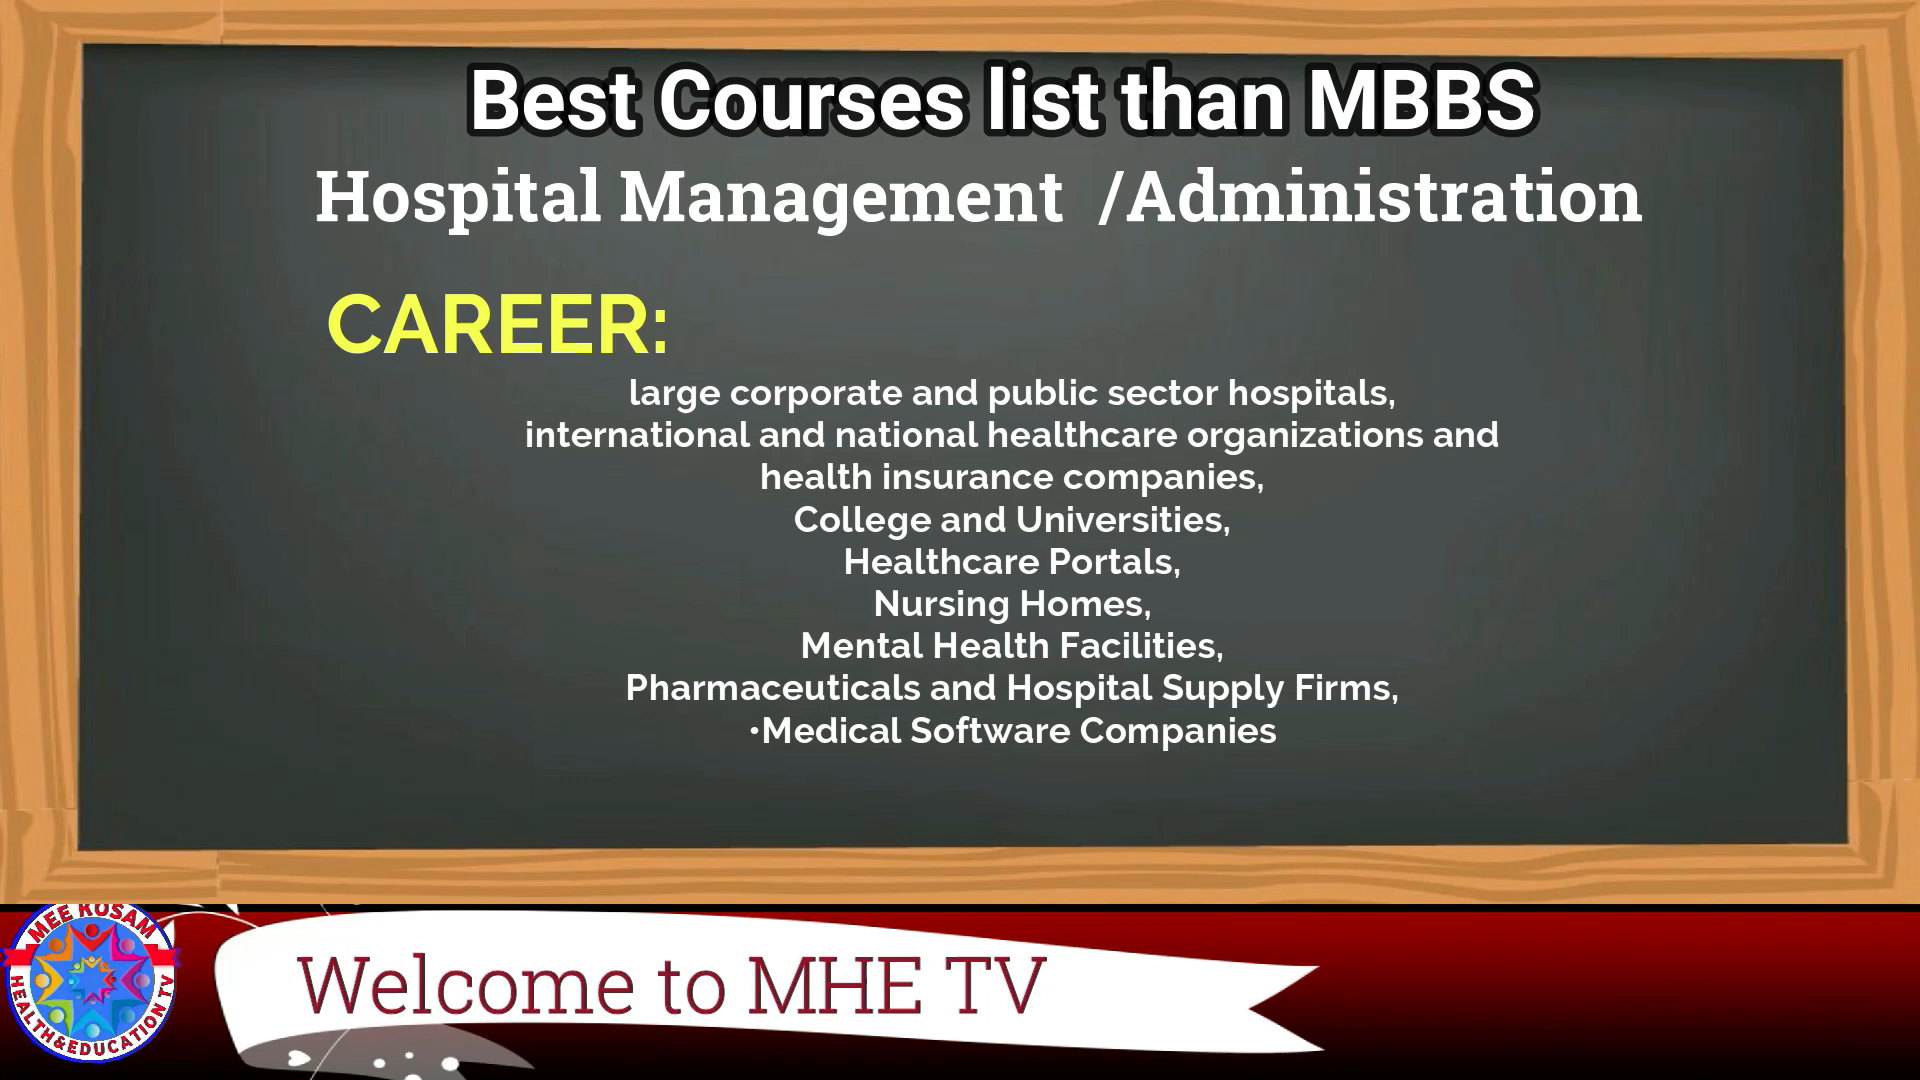 Best Courses list than MBBS
Hospital Management /Administration
CAREER:
large corporate and public sector hospitals,
international and national healthcare organizations and
health insurance companies,
College and Universities,
Healthcare Portals,
Nursing Homes,
Mental Health Facilities,
Pharmaceuticals and Hospital Supply Firms,
•Medical Software Companies
MEE KOSAM
HEALTH&EDUCATION TV
Welcome to MHE TV